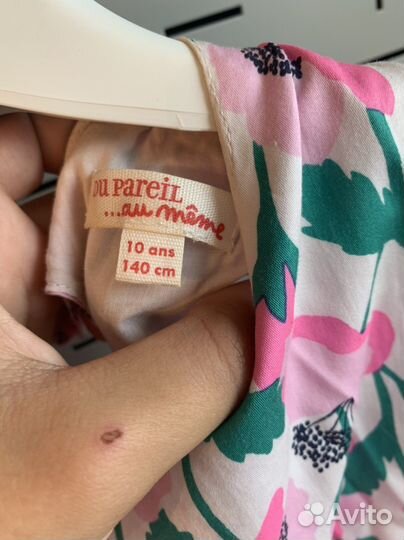 DU PAREIL
...au même
10 ans
140 cm
Avito